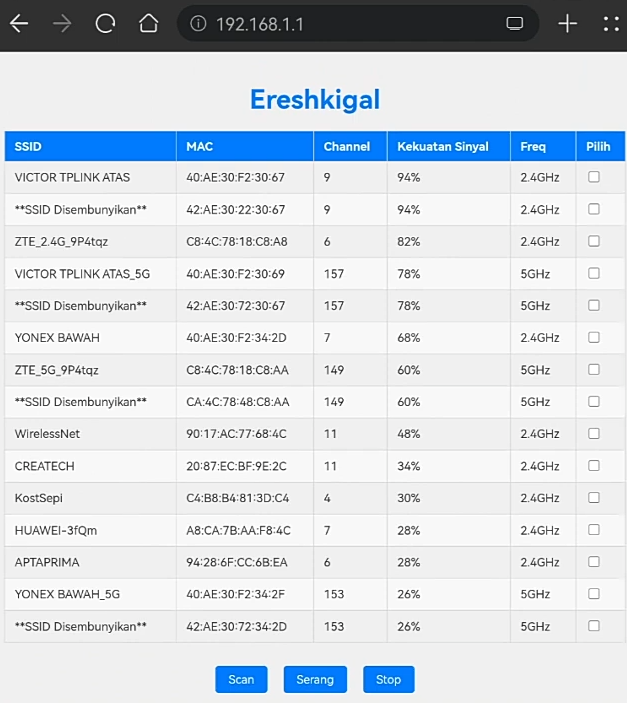 192.168.1.1
Ereshkigal
SSID MAC Channel Kekuatan Sinyal Freq Pilih
VICTOR TPLINK ATAS 40:AE:30:F2:30:67 9 94% 2.4GHz
**SSID Disembunyikan** 42:AE:30:22:30:67 9 94% 2.4GHz
ZTE_2.4G_9P4tqz C8:4C:78:18:C8:A8 6 82% 2.4GHz
VICTOR TPLINK ATAS_5G 40:AE:30:F2:30:69 157 78% 5GHz
**SSID Disembunyikan** 42:AE:30:72:30:67 157 78% 5GHz
YONEX BAWAH 40:AE:30:F2:34:2D 7 68% 2.4GHz
ZTE_5G_9P4tqz C8:4C:78:18:C8:AA 149 60% 5GHz
**SSID Disembunyikan** CA:4C:78:48:C8:AA 149 60% 5GHz
WirelessNet 90:17:AC:77:68:4C 11 48% 2.4GHz
CREATECH 20:87:EC:BF:9E:2C 11 34% 2.4GHz
KostSepi C4:B8:B4:81:3D:C4 4 30% 2.4GHz
HUAWEI-3fQm A8:CA:7B:AA:F8:4C 7 28% 2.4GHz
APTAPRIMA 94:28:6F:CC:6B:EA 6 28% 2.4GHz
YONEX BAWAH_5G 40:AE:30:F2:34:2F 153 26% 5GHz
**SSID Disembunyikan** 42:AE:30:72:34:2D 153 26% 5GHz
Scan Serang Stop